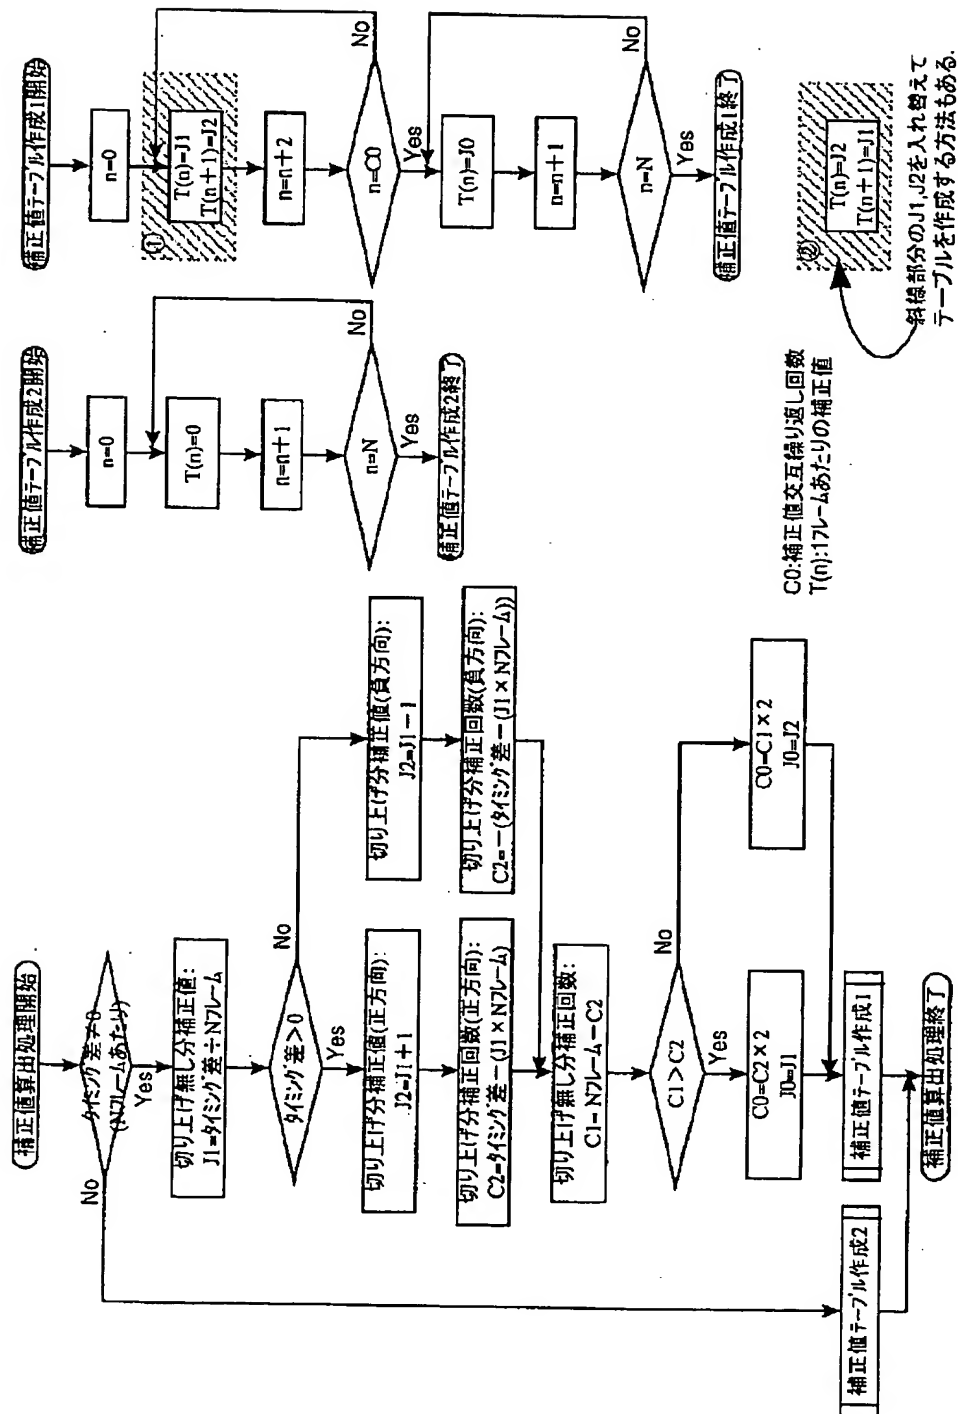 補正値算出処理開始
タイミング差≠0
(Nフレームあたり)
No
Yes
切り上げ無し分補正値:
J1=タイミング差÷Nフレーム
タイミング差>0
No
Yes
切り上げ分補正値(正方向):
J2=J1+1
切り上げ分補正値(負方向):
J2=J1-1
切り上げ分補正回数(正方向):
C2=タイミング差-(J1×Nフレーム)
切り上げ分補正回数(負方向):
C2=-(タイミング差-(J1×Nフレーム))
切り上げ無し分補正回数:
C1=Nフレーム-C2
C1>C2
No
Yes
C0=C2×2
J0=J1
C0=C1×2
J0=J2
補正値テーブル作成2
補正値テーブル作成1
補正値算出処理終了
補正値テーブル作成2開始
n=0
T(n)=0
n=n+1
n=N
No
Yes
補正値テーブル作成2終了
補正値テーブル作成1開始
n=0
①
T(n)=J1
T(n+1)=J2
n=n+2
n=C0
No
Yes
T(n)=J0
n=n+1
n=N
No
Yes
補正値テーブル作成1終了
C0:補正値交互繰り返し回数
T(n):1フレームあたりの補正値
②
T(n)=J2
T(n+1)=J1
斜線部分のJ1,J2を入れ替えて
テーブルを作成する方法もある.